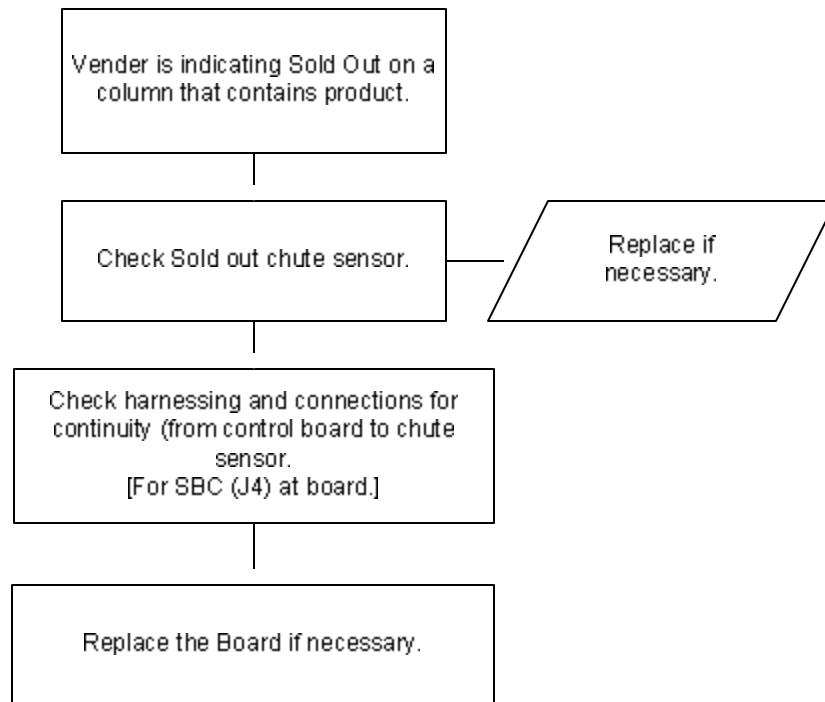 Vender is indicating Sold Out on a
column that contains product.
Check Sold out chute sensor.
Replace if
necessary.
Check harnessing and connections for
continuity (from control board to chute
sensor.
[For SBC (J4) at board.]
Replace the Board if necessary.